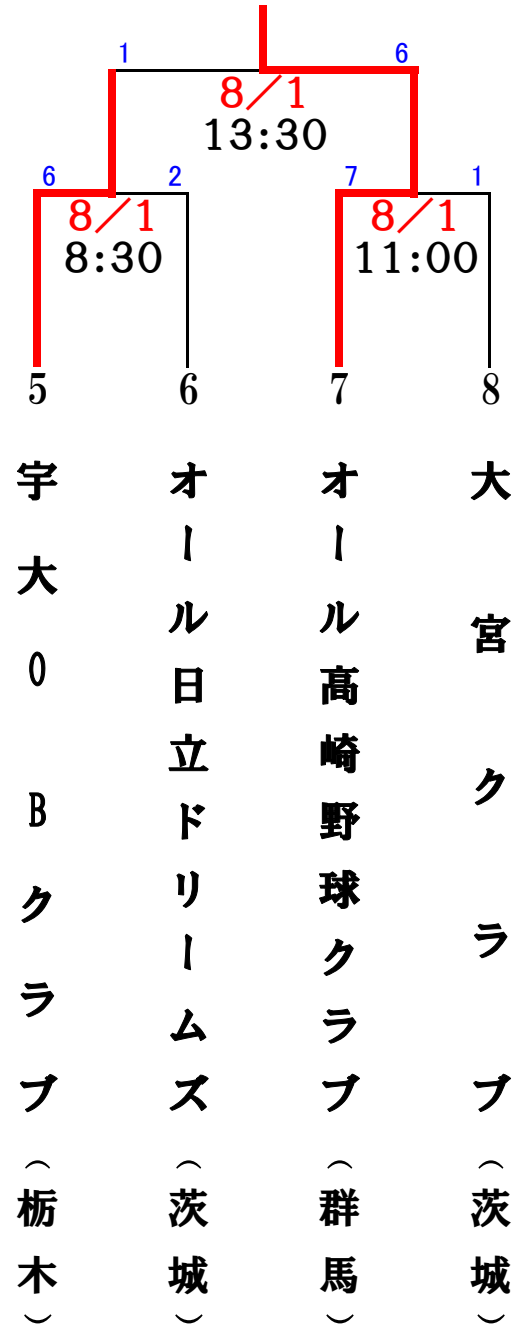 1 6
8／1
13:30
6 2 7 1
8／1 8／1
8:30 11:00
5 6 7 8
宇大OBクラブ（栃木）
オール日立ドリームズ（茨城）
オール高崎野球クラブ（群馬）
大宮クラブ（茨城）